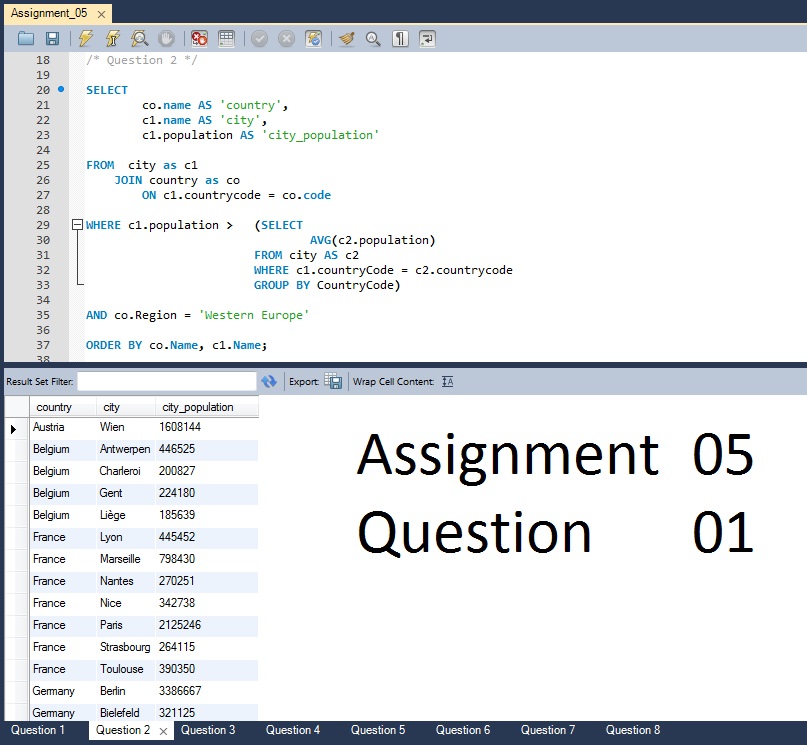 Assignment_05
18 /* Question 2 */
19
20 SELECT
21 co.name AS 'country',
22 c1.name AS 'city',
23 c1.population AS 'city_population'
24
25 FROM city as c1
26 JOIN country as co
27 ON c1.countrycode = co.code
28
29 WHERE c1.population > (SELECT
30 AVG(c2.population)
31 FROM city AS c2
32 WHERE c1.countryCode = c2.countrycode
33 GROUP BY CountryCode)
34
35 AND co.Region = 'Western Europe'
36
37 ORDER BY co.Name, c1.Name;
38
Result Set Filter: Export: Wrap Cell Content:
country city city_population
Austria Wien 1608144
Belgium Antwerpen 446525
Belgium Charleroi 200827
Belgium Gent 224180
Belgium Liège 185639
France Lyon 445452
France Marseille 798430
France Nantes 270251
France Nice 342738
France Paris 2125246
France Strasbourg 264115
France Toulouse 390350
Germany Berlin 3386667
Germany Bielefeld 321125
Assignment 05
Question 01
Question 1 Question 2 Question 3 Question 4 Question 5 Question 6 Question 7 Question 8